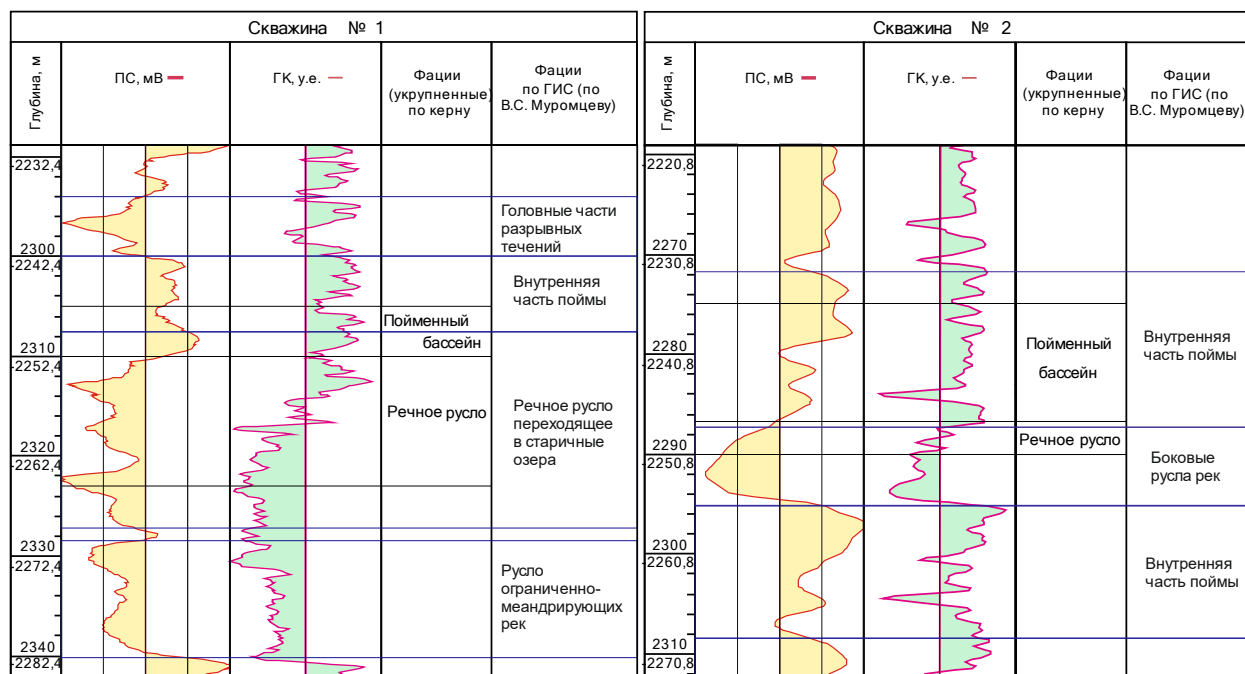 Скважина № 1
Глубина, м
ПС, мВ
ГК, у.е.
Фации
(укрупненные)
по керну
Фации
по ГИС (по
В.С. Муромцеву)
-2232,4
2300
-2242,4
2310
-2252,4
2320
-2262,4
2330
-2272,4
2340
-2282,4
Пойменный
бассейн
Речное русло
Головные части
разрывных
течений
Внутренняя
часть поймы
Речное русло
переходящее
в старичные
озера
Русло
ограниченно-
меандрирующих
рек
Скважина № 2
Глубина, м
ПС, мВ
ГК, у.е.
Фации
(укрупненные)
по керну
Фации
по ГИС (по
В.С. Муромцеву)
-2220,8
2270
-2230,8
2280
-2240,8
2290
-2250,8
2300
-2260,8
2310
-2270,8
Пойменный
бассейн
Речное русло
Внутренняя
часть поймы
Боковые
русла рек
Внутренняя
часть поймы